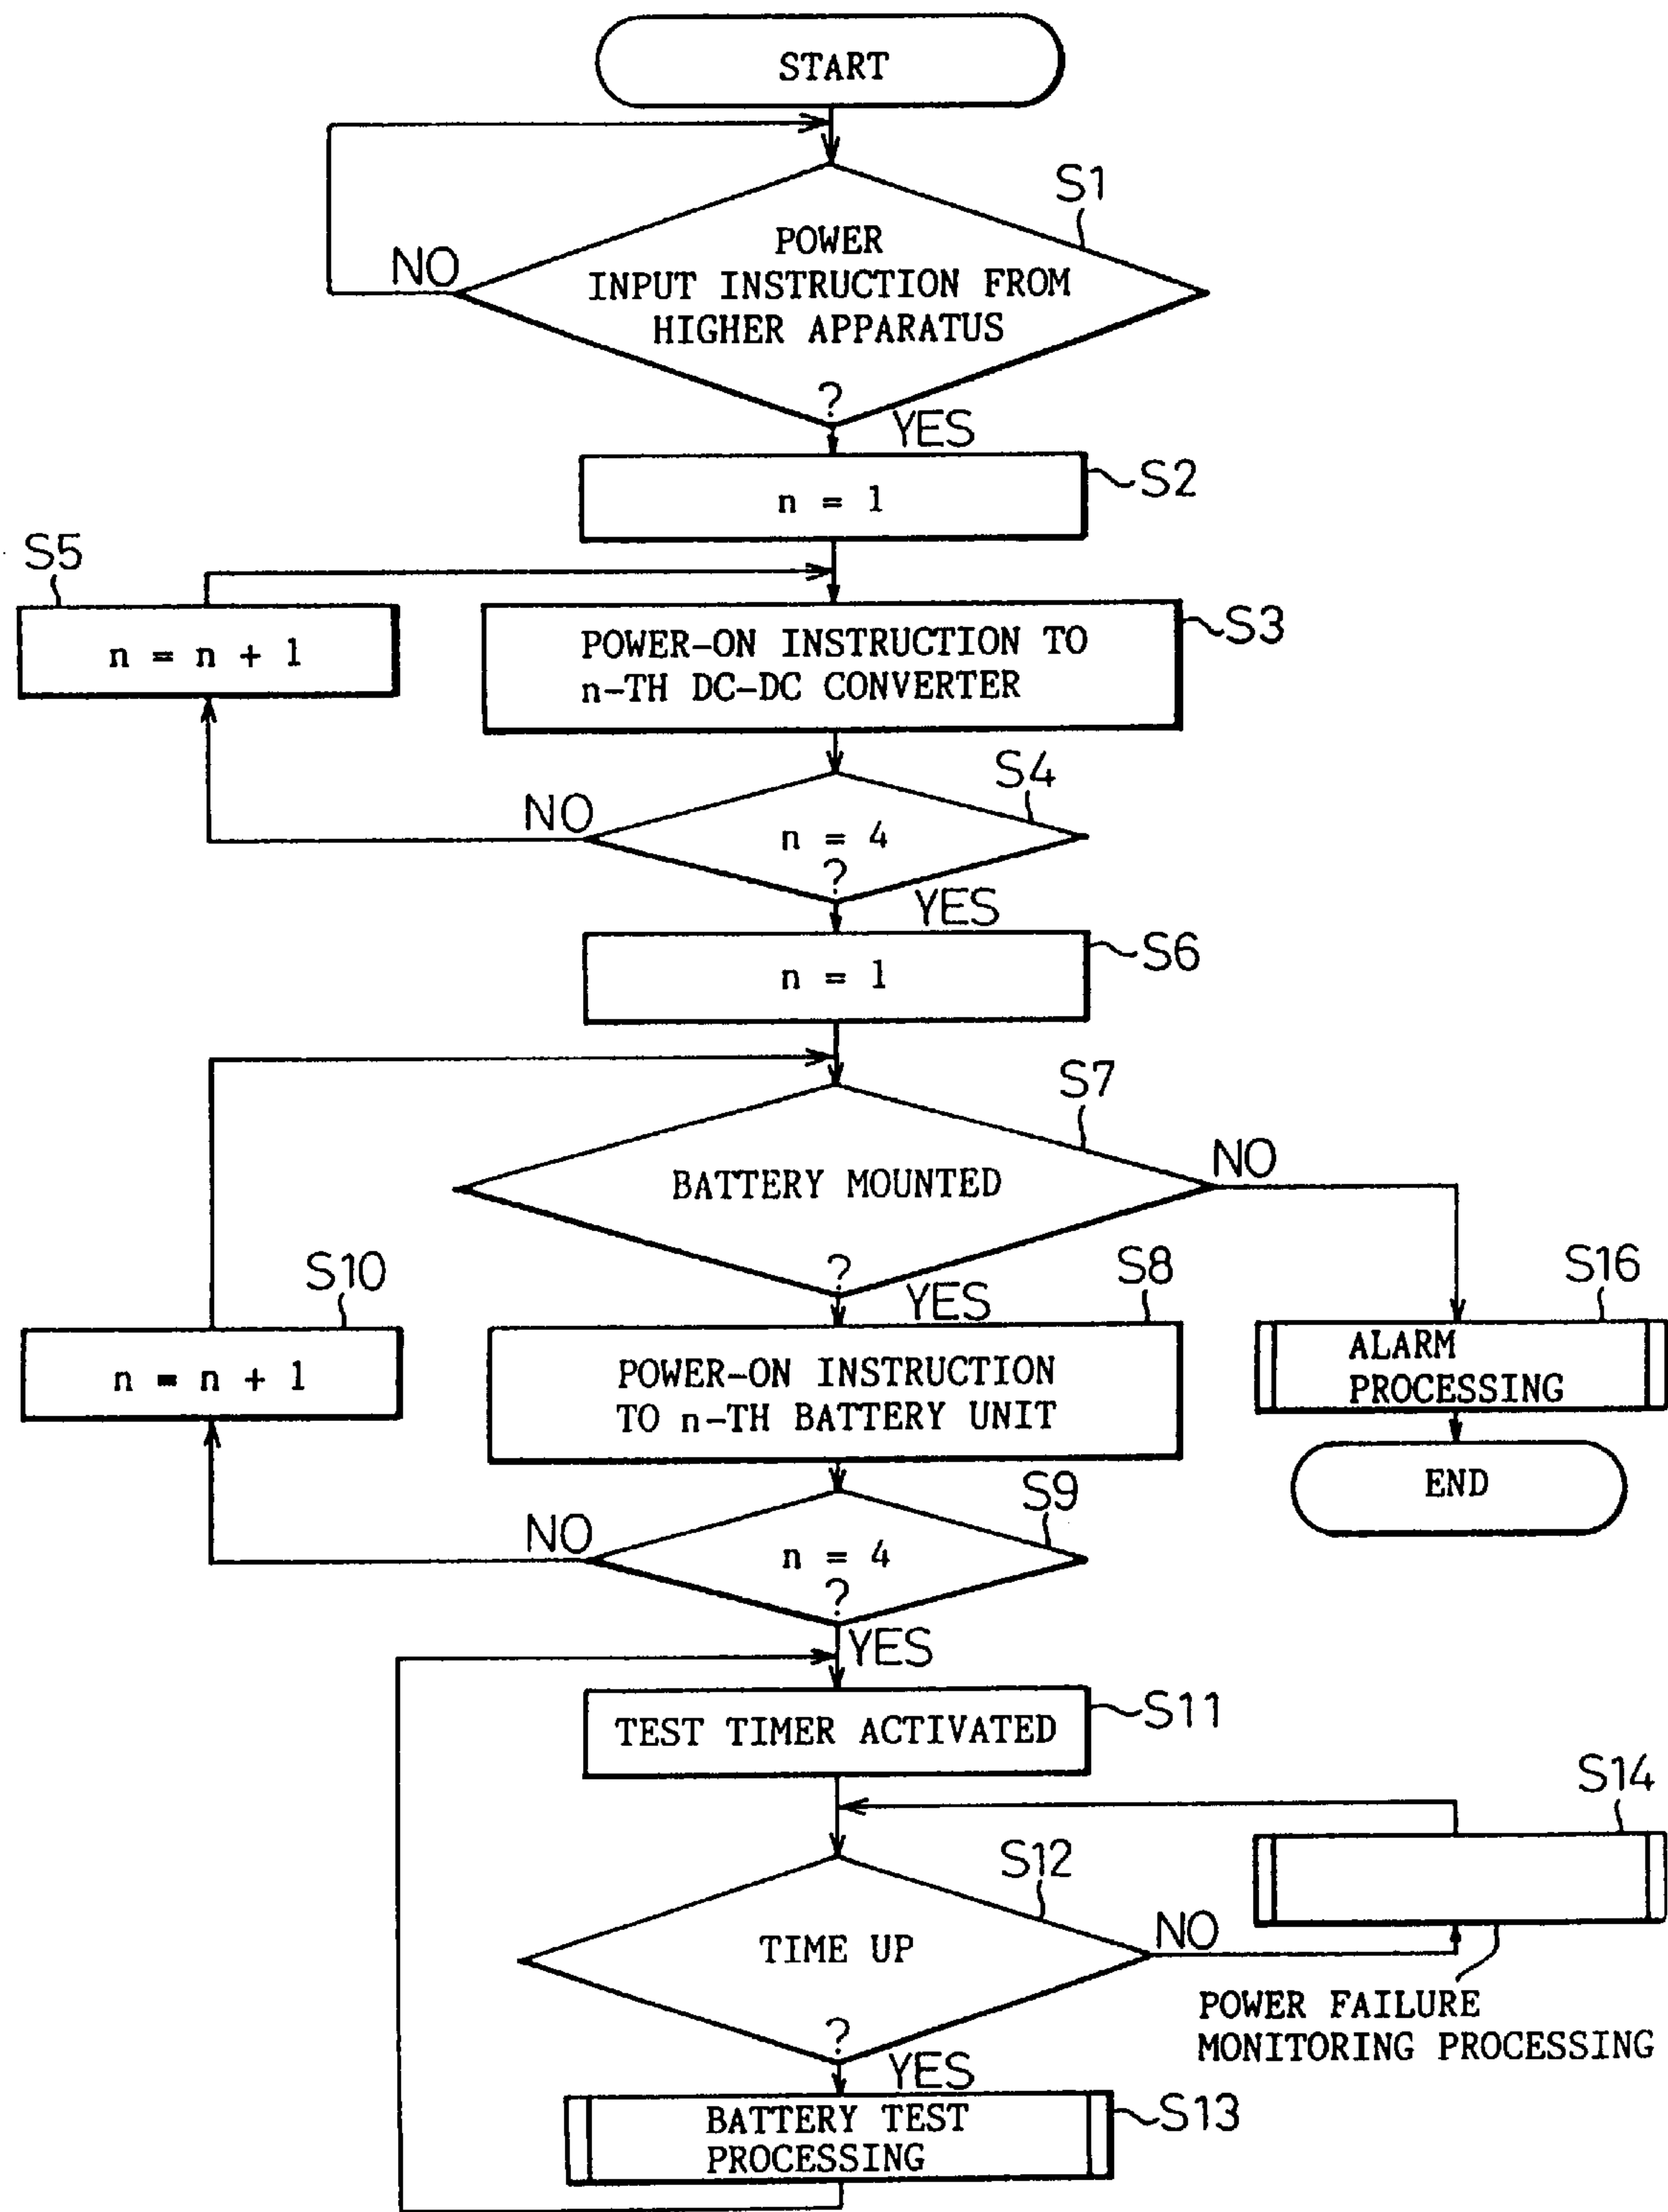 START
S1
NO
POWER
INPUT INSTRUCTION FROM
HIGHER APPARATUS
?
YES
S2
n = 1
S5
n = n + 1
S3
POWER-ON INSTRUCTION TO
n-TH DC-DC CONVERTER
S4
NO
n = 4
?
YES
S6
n = 1
S7
NO
BATTERY MOUNTED
?
YES
S10
n = n + 1
S8
POWER-ON INSTRUCTION
TO n-TH BATTERY UNIT
S16
ALARM
PROCESSING
END
S9
NO
n = 4
?
YES
S11
TEST TIMER ACTIVATED
S14
S12
NO
TIME UP
?
YES
POWER FAILURE
MONITORING PROCESSING
S13
BATTERY TEST
PROCESSING